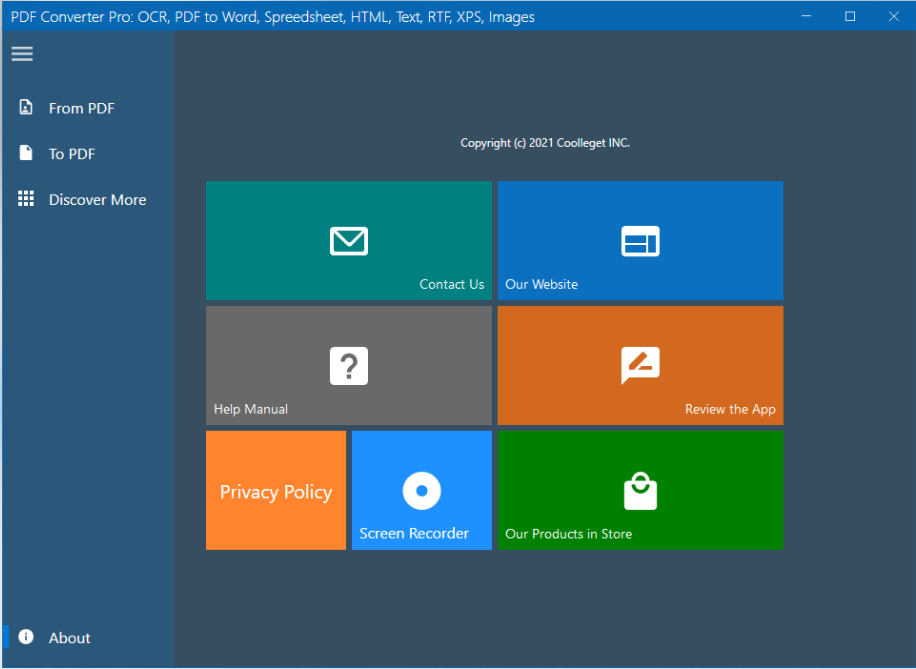 PDF Converter Pro: OCR, PDF to Word, Spreedsheet, HTML, Text, RTF, XPS, Images
From PDF
To PDF
Discover More
Copyright (c) 2021 Coolleget INC.
Contact Us
Our Website
Help Manual
Review the App
Privacy Policy
Screen Recorder
Our Products in Store
About